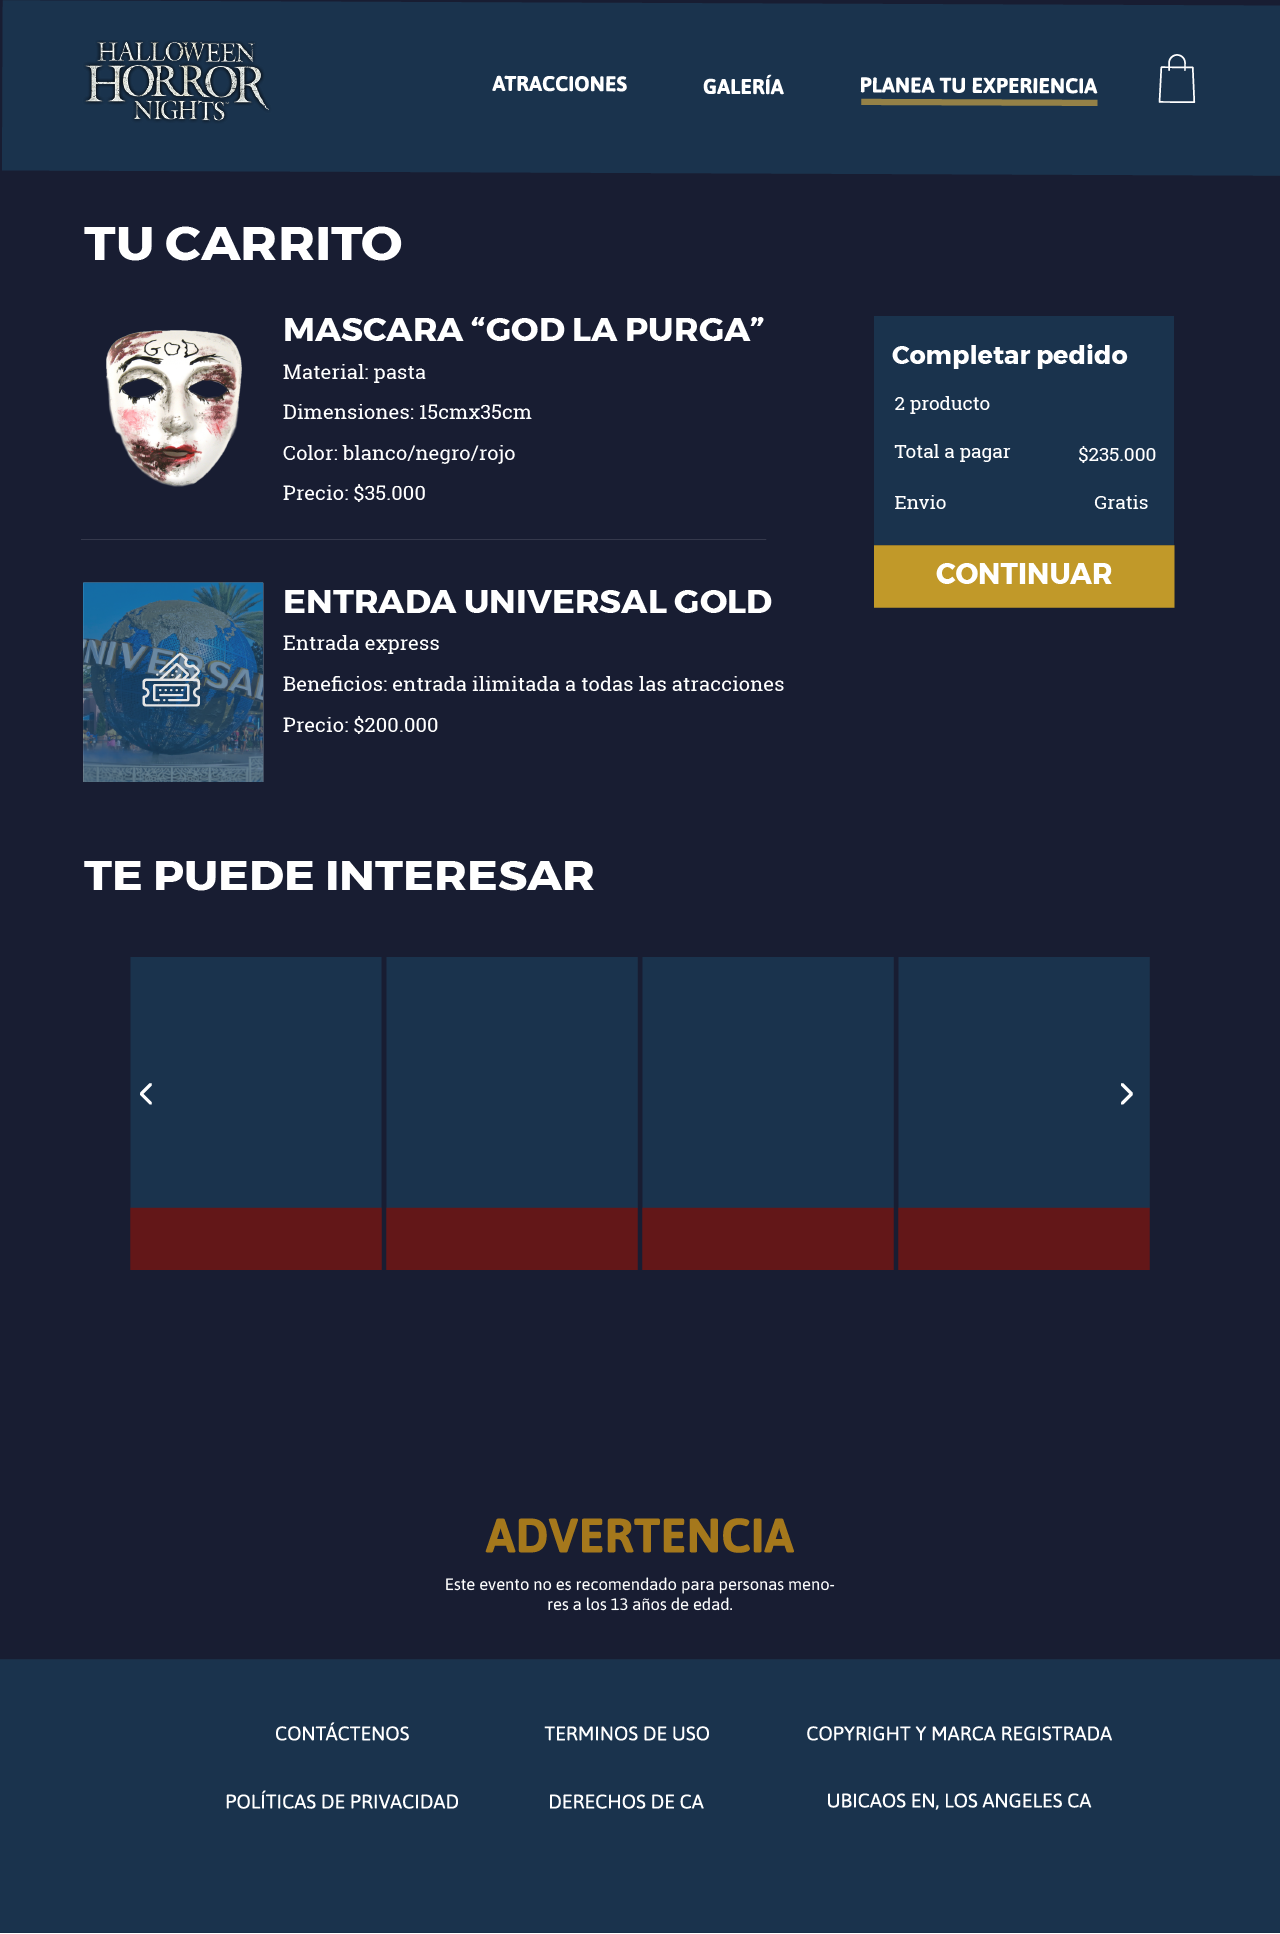 HALLOWEEN
HORROR
NIGHTS
ATRACCIONES
GALERÍA
PLANEA TU EXPERIENCIA
TU CARRITO
GOD
MASCARA “GOD LA PURGA”
Material: pasta
Dimensiones: 15cmx35cm
Color: blanco/negro/rojo
Precio: $35.000
Completar pedido
2 producto
Total a pagar $235.000
Envio Gratis
CONTINUAR
UNIVERSAL
ENTRADA UNIVERSAL GOLD
Entrada express
Beneficios: entrada ilimitada a todas las atracciones
Precio: $200.000
TE PUEDE INTERESAR
ADVERTENCIA
Este evento no es recomendado para personas meno-
res a los 13 años de edad.
CONTÁCTENOS
TERMINOS DE USO
COPYRIGHT Y MARCA REGISTRADA
POLÍTICAS DE PRIVACIDAD
DERECHOS DE CA
UBICAOS EN, LOS ANGELES CA